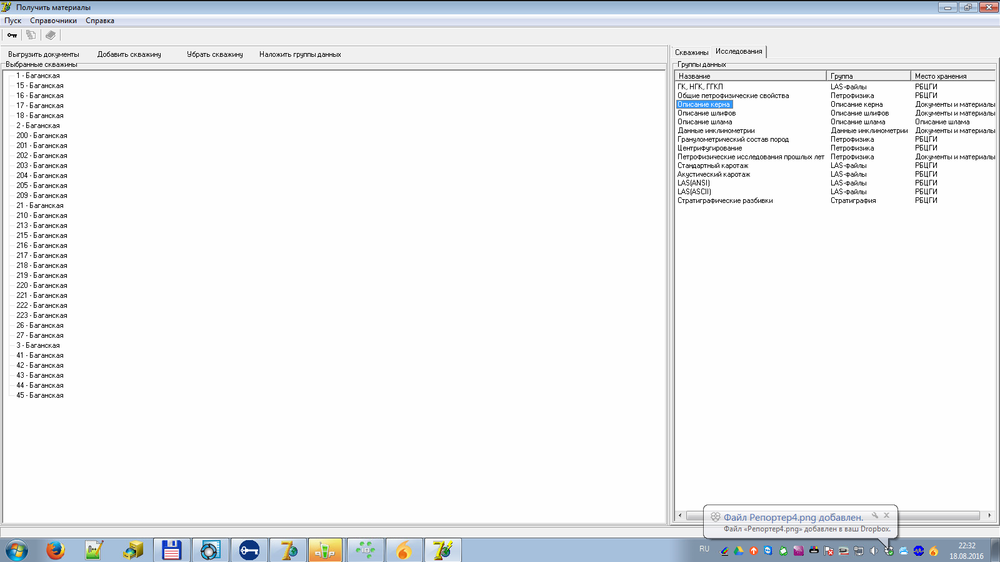 Получить материалы
Пуск Справочники Справка
Выгрузить документы Добавить скважину Убрать скважину Наложить группы данных
Выбранные скважины
1 - Баганская
15 - Баганская
16 - Баганская
17 - Баганская
18 - Баганская
2 - Баганская
200 - Баганская
201 - Баганская
202 - Баганская
203 - Баганская
204 - Баганская
205 - Баганская
209 - Баганская
21 - Баганская
210 - Баганская
213 - Баганская
215 - Баганская
216 - Баганская
217 - Баганская
218 - Баганская
219 - Баганская
220 - Баганская
221 - Баганская
222 - Баганская
223 - Баганская
26 - Баганская
27 - Баганская
3 - Баганская
41 - Баганская
42 - Баганская
43 - Баганская
44 - Баганская
45 - Баганская
Скважины Исследования
Группы данных
Название Группа Место хранения
ГК, НГК, ГГКП LAS-файлы РБЦГИ
Общие петрофизические свойства Петрофизика РБЦГИ
Описание керна Описание керна Документы и материалы
Описание шлифов Описание шлифов Документы и материалы
Описание шлама Описание шлама Описание шлама
Данные инклинометрии Данные инклинометрии Документы и материалы
Гранулометрический состав пород Петрофизика РБЦГИ
Центрифугирование Петрофизика РБЦГИ
Петрофизические исследования прошлых лет Петрофизика Документы и материалы
Стандартный каротаж LAS-файлы РБЦГИ
Акустический каротаж LAS-файлы РБЦГИ
LAS(ANSI) LAS-файлы РБЦГИ
LAS(ASCII) LAS-файлы РБЦГИ
Стратиграфические разбивки Стратиграфия РБЦГИ
Файл Репортер4.png добавлен.
Файл «Репортер4.png» добавлен в ваш Dropbox.
RU
22:32
18.08.2016